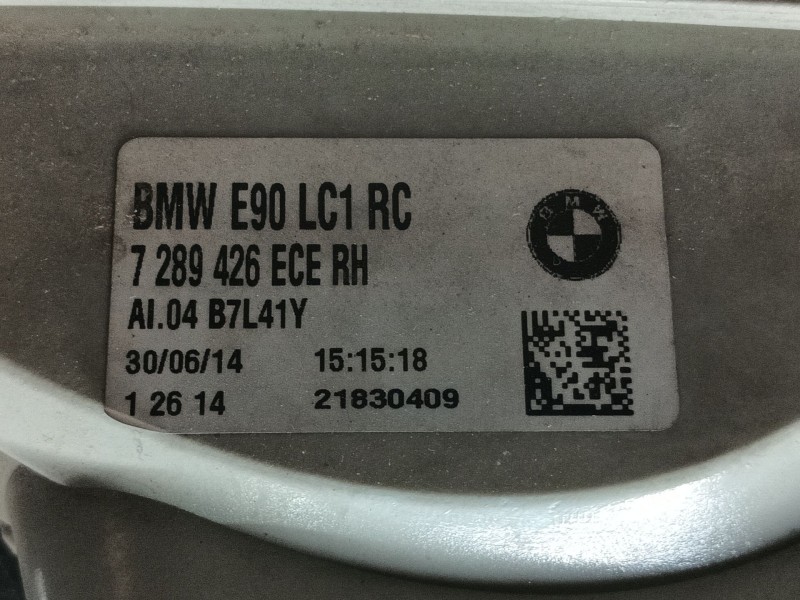 BMW E90 LC1 RC
7 289 426 ECE RH
AI.04 B7L41Y
30/06/14 15:15:18
1 26 14 21830409
BMW